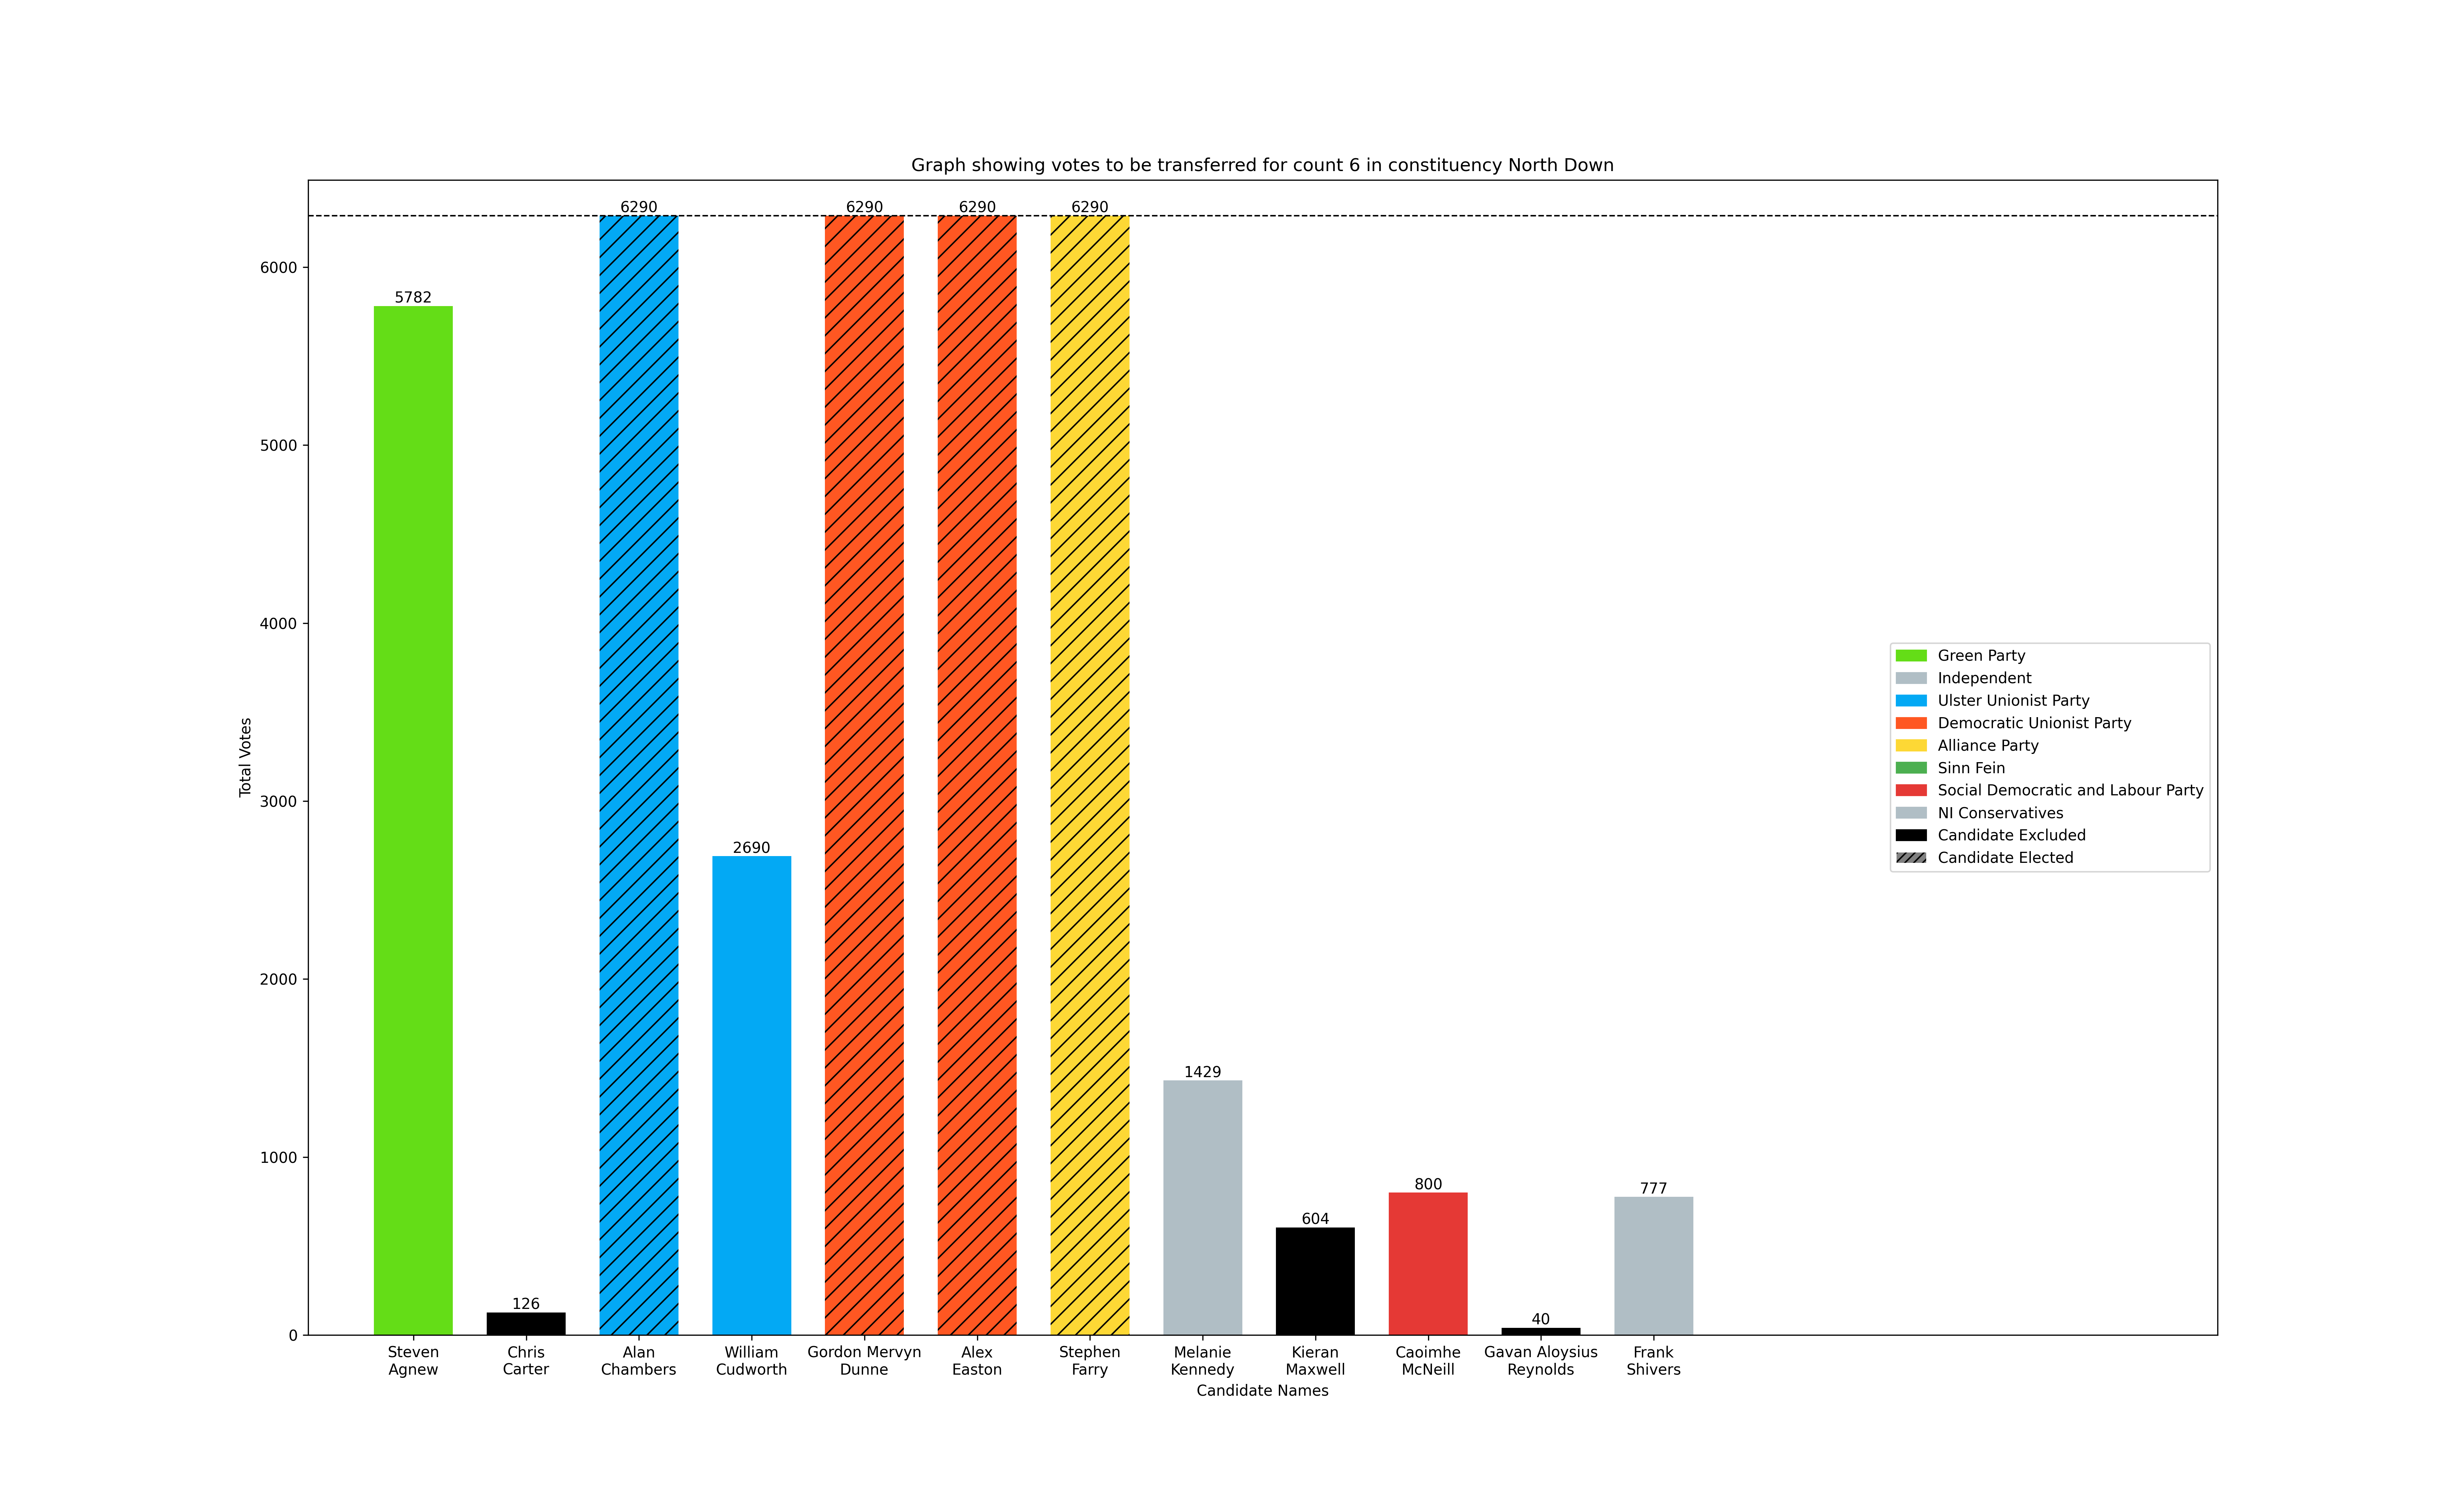 Graph showing votes to be transferred for count 6 in constituency North Down
Total Votes
6000
5000
4000
3000
2000
1000
0
5782
126
6290
2690
6290
6290
6290
1429
604
800
40
777
Steven
Agnew
Chris
Carter
Alan
Chambers
William
Cudworth
Gordon Mervyn
Dunne
Alex
Easton
Stephen
Farry
Melanie
Kennedy
Kieran
Maxwell
Caoimhe
McNeill
Gavan Aloysius
Reynolds
Frank
Shivers
Candidate Names
Green Party
Independent
Ulster Unionist Party
Democratic Unionist Party
Alliance Party
Sinn Fein
Social Democratic and Labour Party
NI Conservatives
Candidate Excluded
Candidate Elected